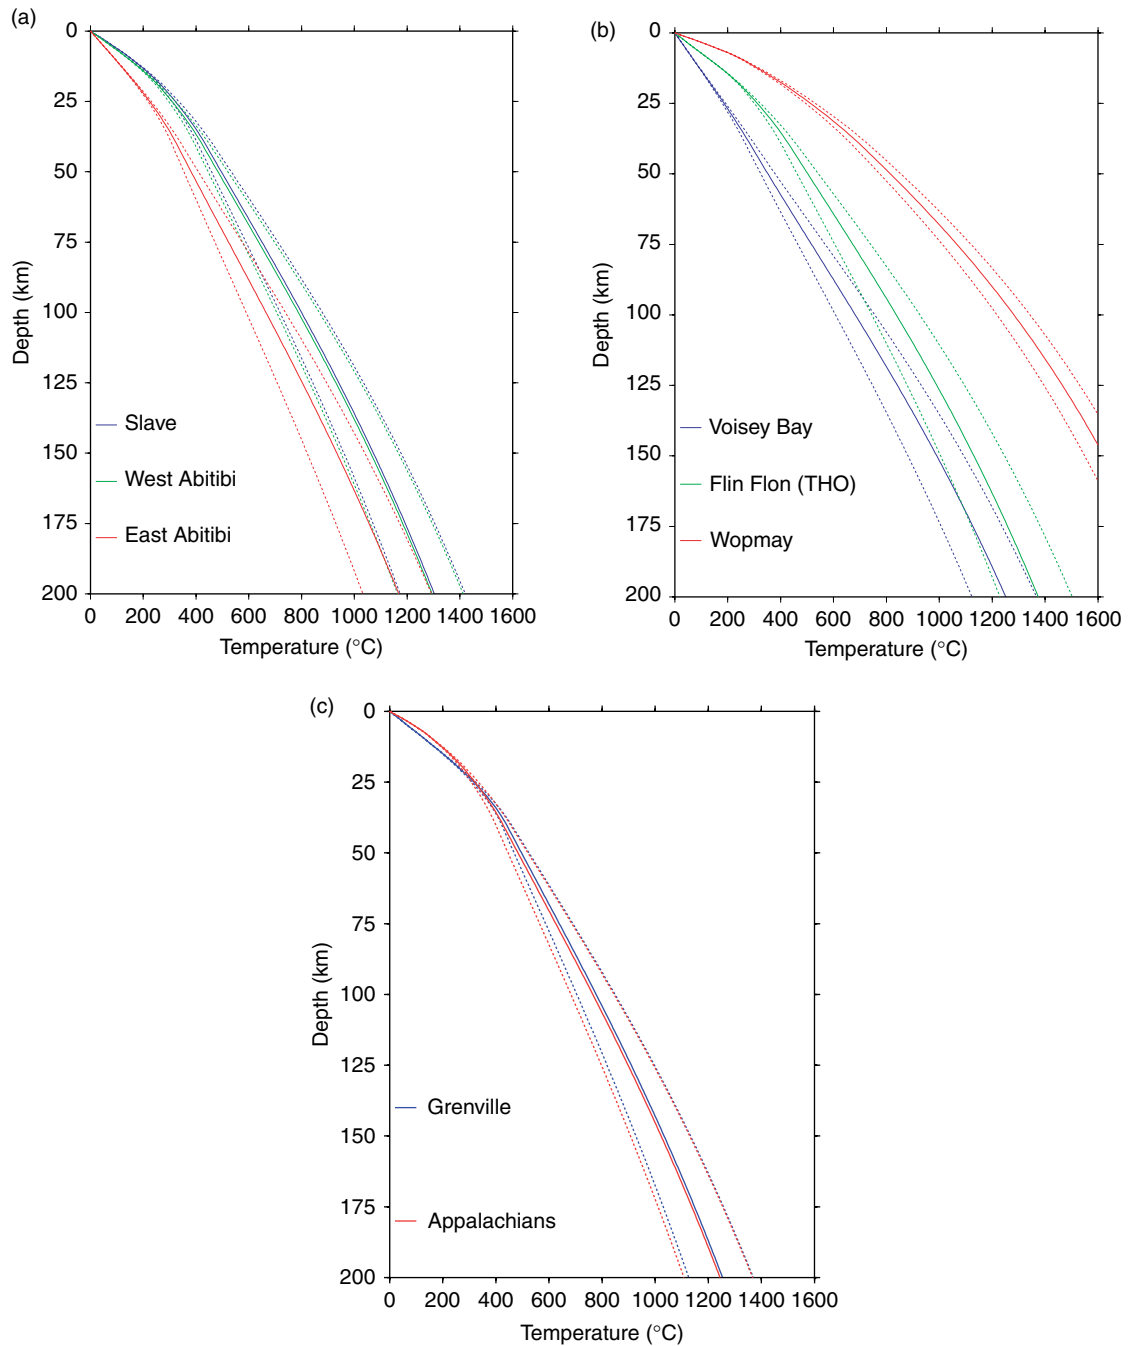 (a)
0
25
50
75
100
125
150
175
200
Depth (km)
Slave
West Abitibi
East Abitibi
0 200 400 600 800 1000 1200 1400 1600
Temperature (°C)
(b)
0
25
50
75
100
125
150
175
200
Depth (km)
Voisey Bay
Flin Flon (THO)
Wopmay
0 200 400 600 800 1000 1200 1400 1600
Temperature (°C)
(c)
0
25
50
75
100
125
150
175
200
Depth (km)
Grenville
Appalachians
0 200 400 600 800 1000 1200 1400 1600
Temperature (°C)